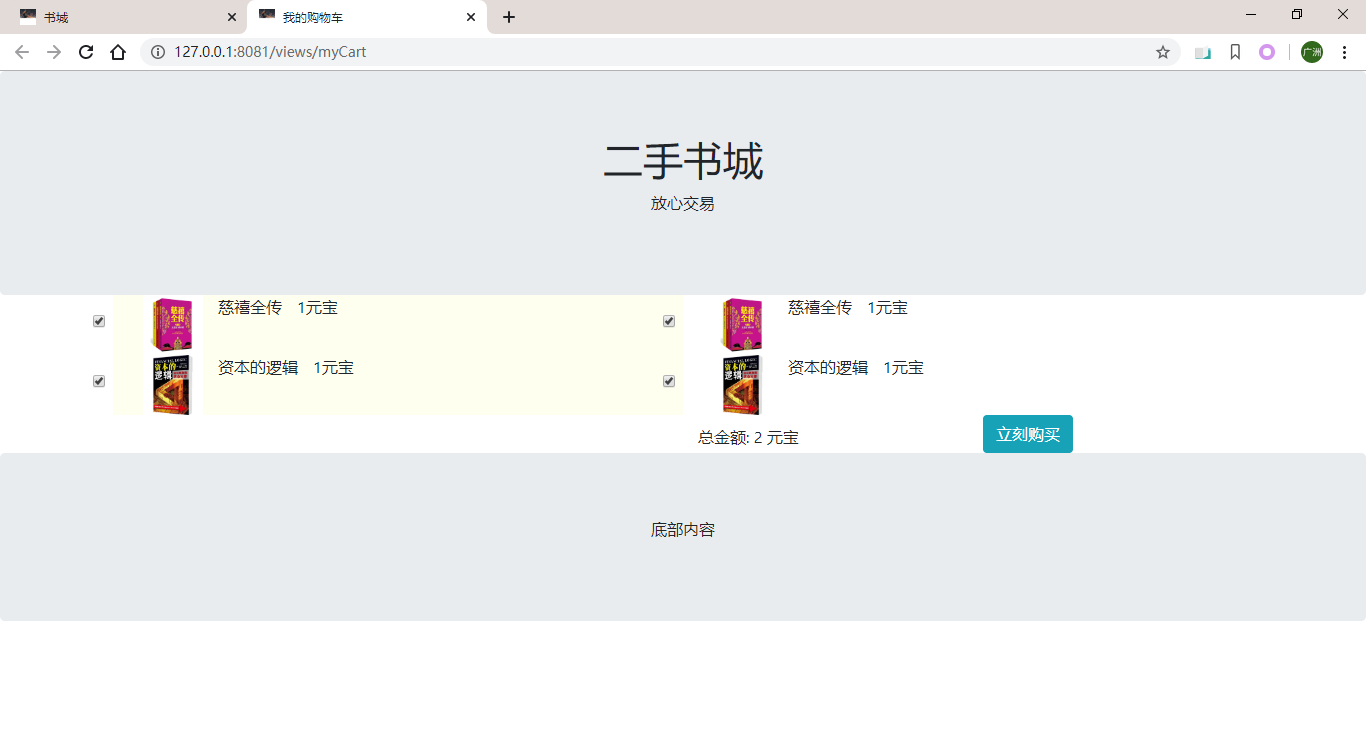 书城
我的购物车
127.0.0.1:8081/views/myCart
广洲
二手书城
放心交易
慈禧全传 1元宝
慈禧全传 1元宝
资本的逻辑 1元宝
资本的逻辑 1元宝
总金额: 2 元宝
立刻购买
底部内容